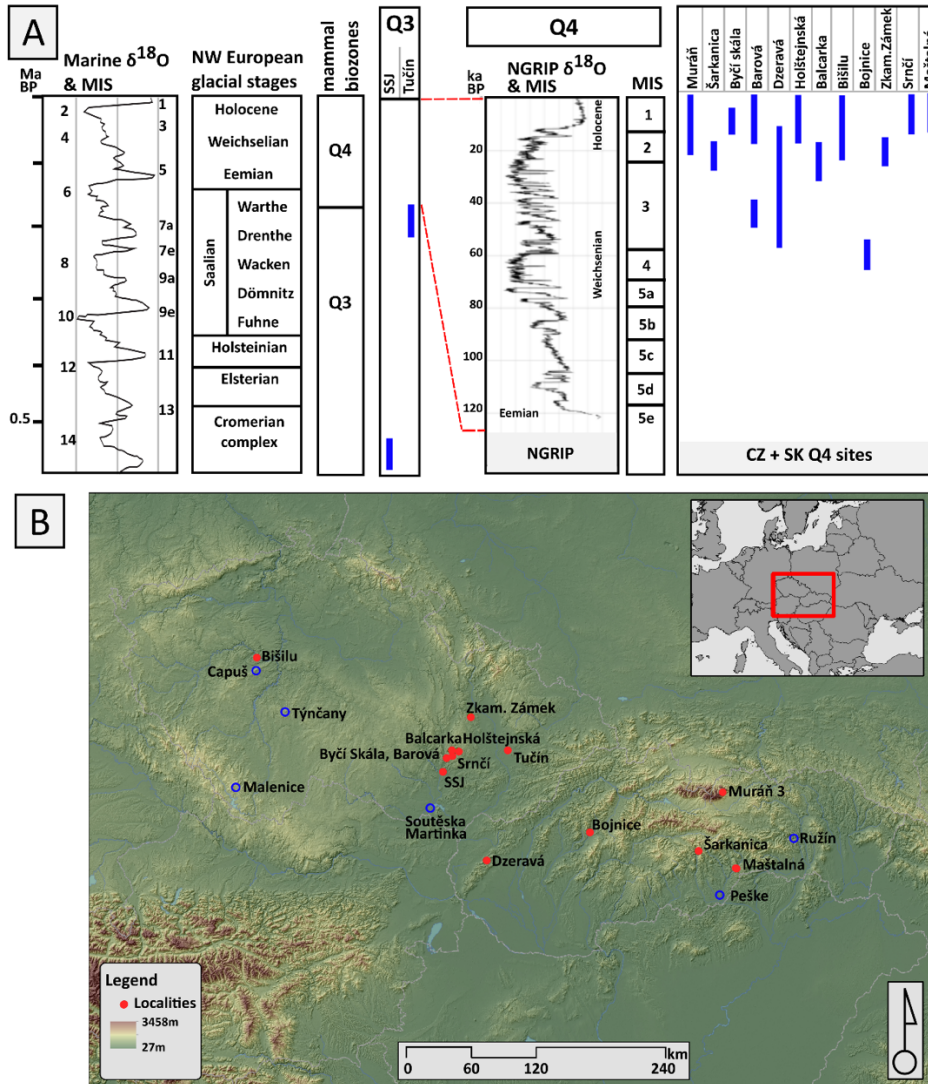 A
Q3
Q4
Ma
BP
Marine δ¹⁸O
& MIS
NW European
glacial stages
mammal
biozones
SSJ
Tučín
ka
BP
NGRIP δ¹⁸O
& MIS
MIS
Muráň
Šarkanica
Byčí skála
Barová
Dzeravá
Holštejnská
Balcarka
Bišilu
Bojnice
Zkam.Zámek
Srnčí
Maštalná
2
4
6
8
10
12
14
1
3
5
7a
7e
9a
9e
11
13
0.5
Holocene
Weichselian
Eemian
Saalian
Warthe
Drenthe
Wacken
Dömnitz
Fuhne
Holsteinian
Elsterian
Cromerian
complex
Q4
Q3
20
40
60
80
100
120
Holocene
Weichsenian
Eemian
NGRIP
1
2
3
4
5a
5b
5c
5d
5e
CZ + SK Q4 sites
B
Bišilu
Capuš
Týnčany
Malenice
Zkam. Zámek
Balcarka
Holštejnská
Byčí Skála, Barová
Srnčí
Tučín
SSJ
Soutěska
Martinka
Dzeravá
Bojnice
Muráň 3
Šarkanica
Ružín
Maštalná
Peške
Legend
Localities
3458m
27m
0 30 60 120 180 240
km